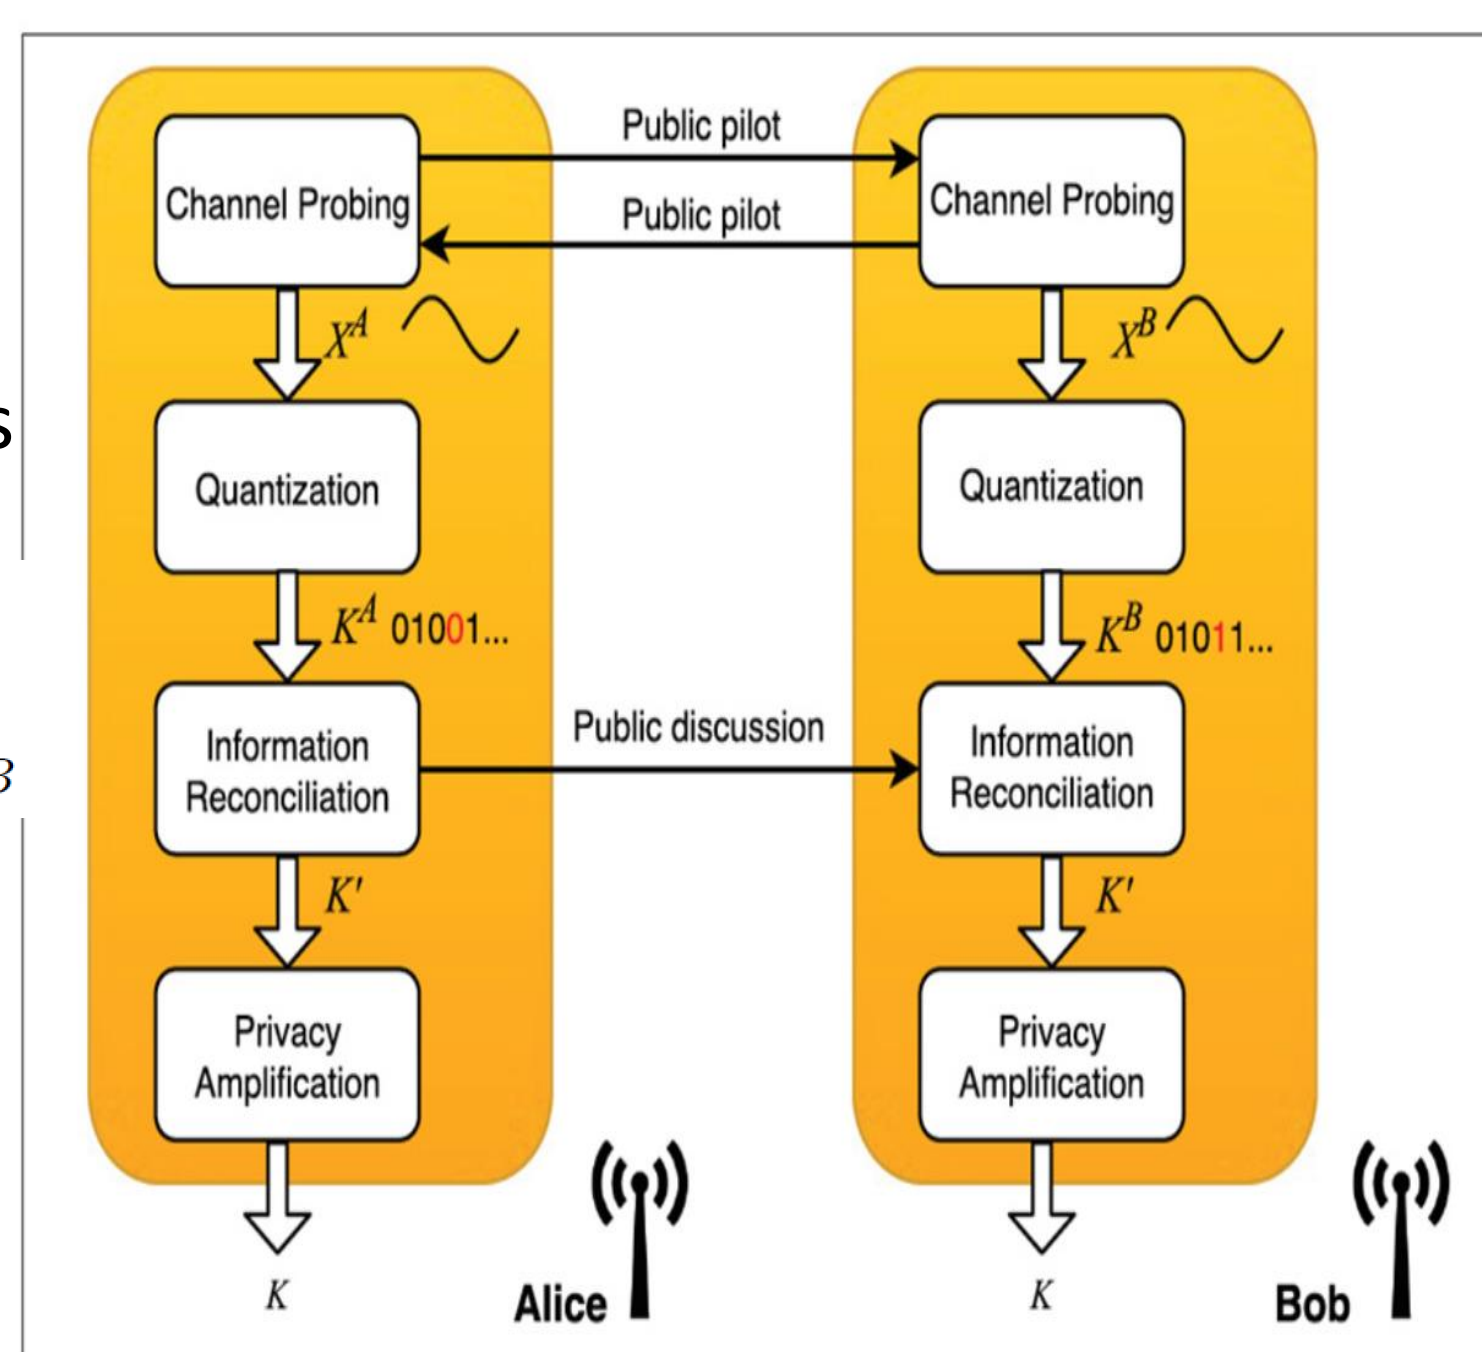 Public pilot
Channel Probing
Channel Probing
Public pilot
X^A
X^B
s
Quantization
Quantization
K^A 01001...
K^B 01011...
Public discussion
Information
Reconciliation
Information
Reconciliation
B
K'
K'
Privacy
Amplification
Privacy
Amplification
K
Alice
K
Bob